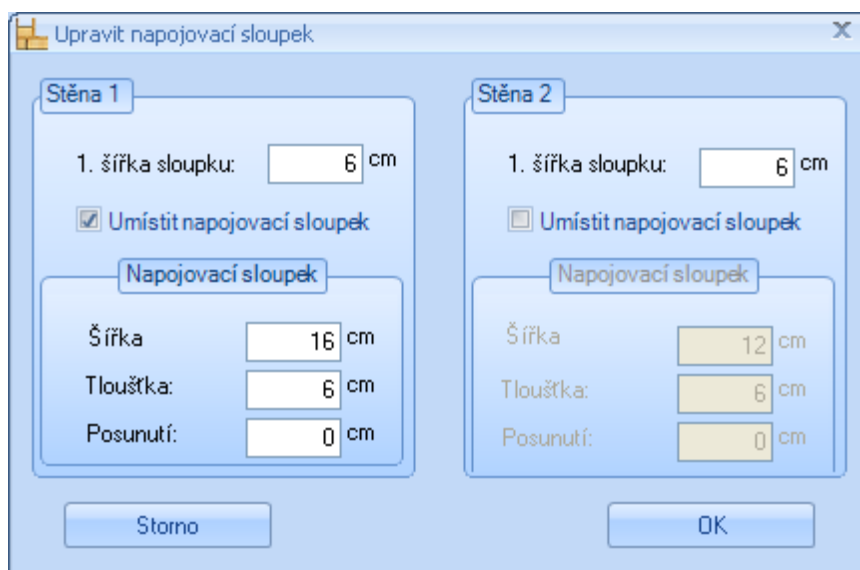 Upravit napojovací sloupek
Stěna 1
1. šířka sloupku: 6 cm
Umístit napojovací sloupek
Napojovací sloupek
Šířka 16 cm
Tloušťka: 6 cm
Posunutí: 0 cm
Stěna 2
1. šířka sloupku: 6 cm
Umístit napojovací sloupek
Napojovací sloupek
Šířka 12 cm
Tloušťka: 6 cm
Posunutí: 0 cm
Storno
OK